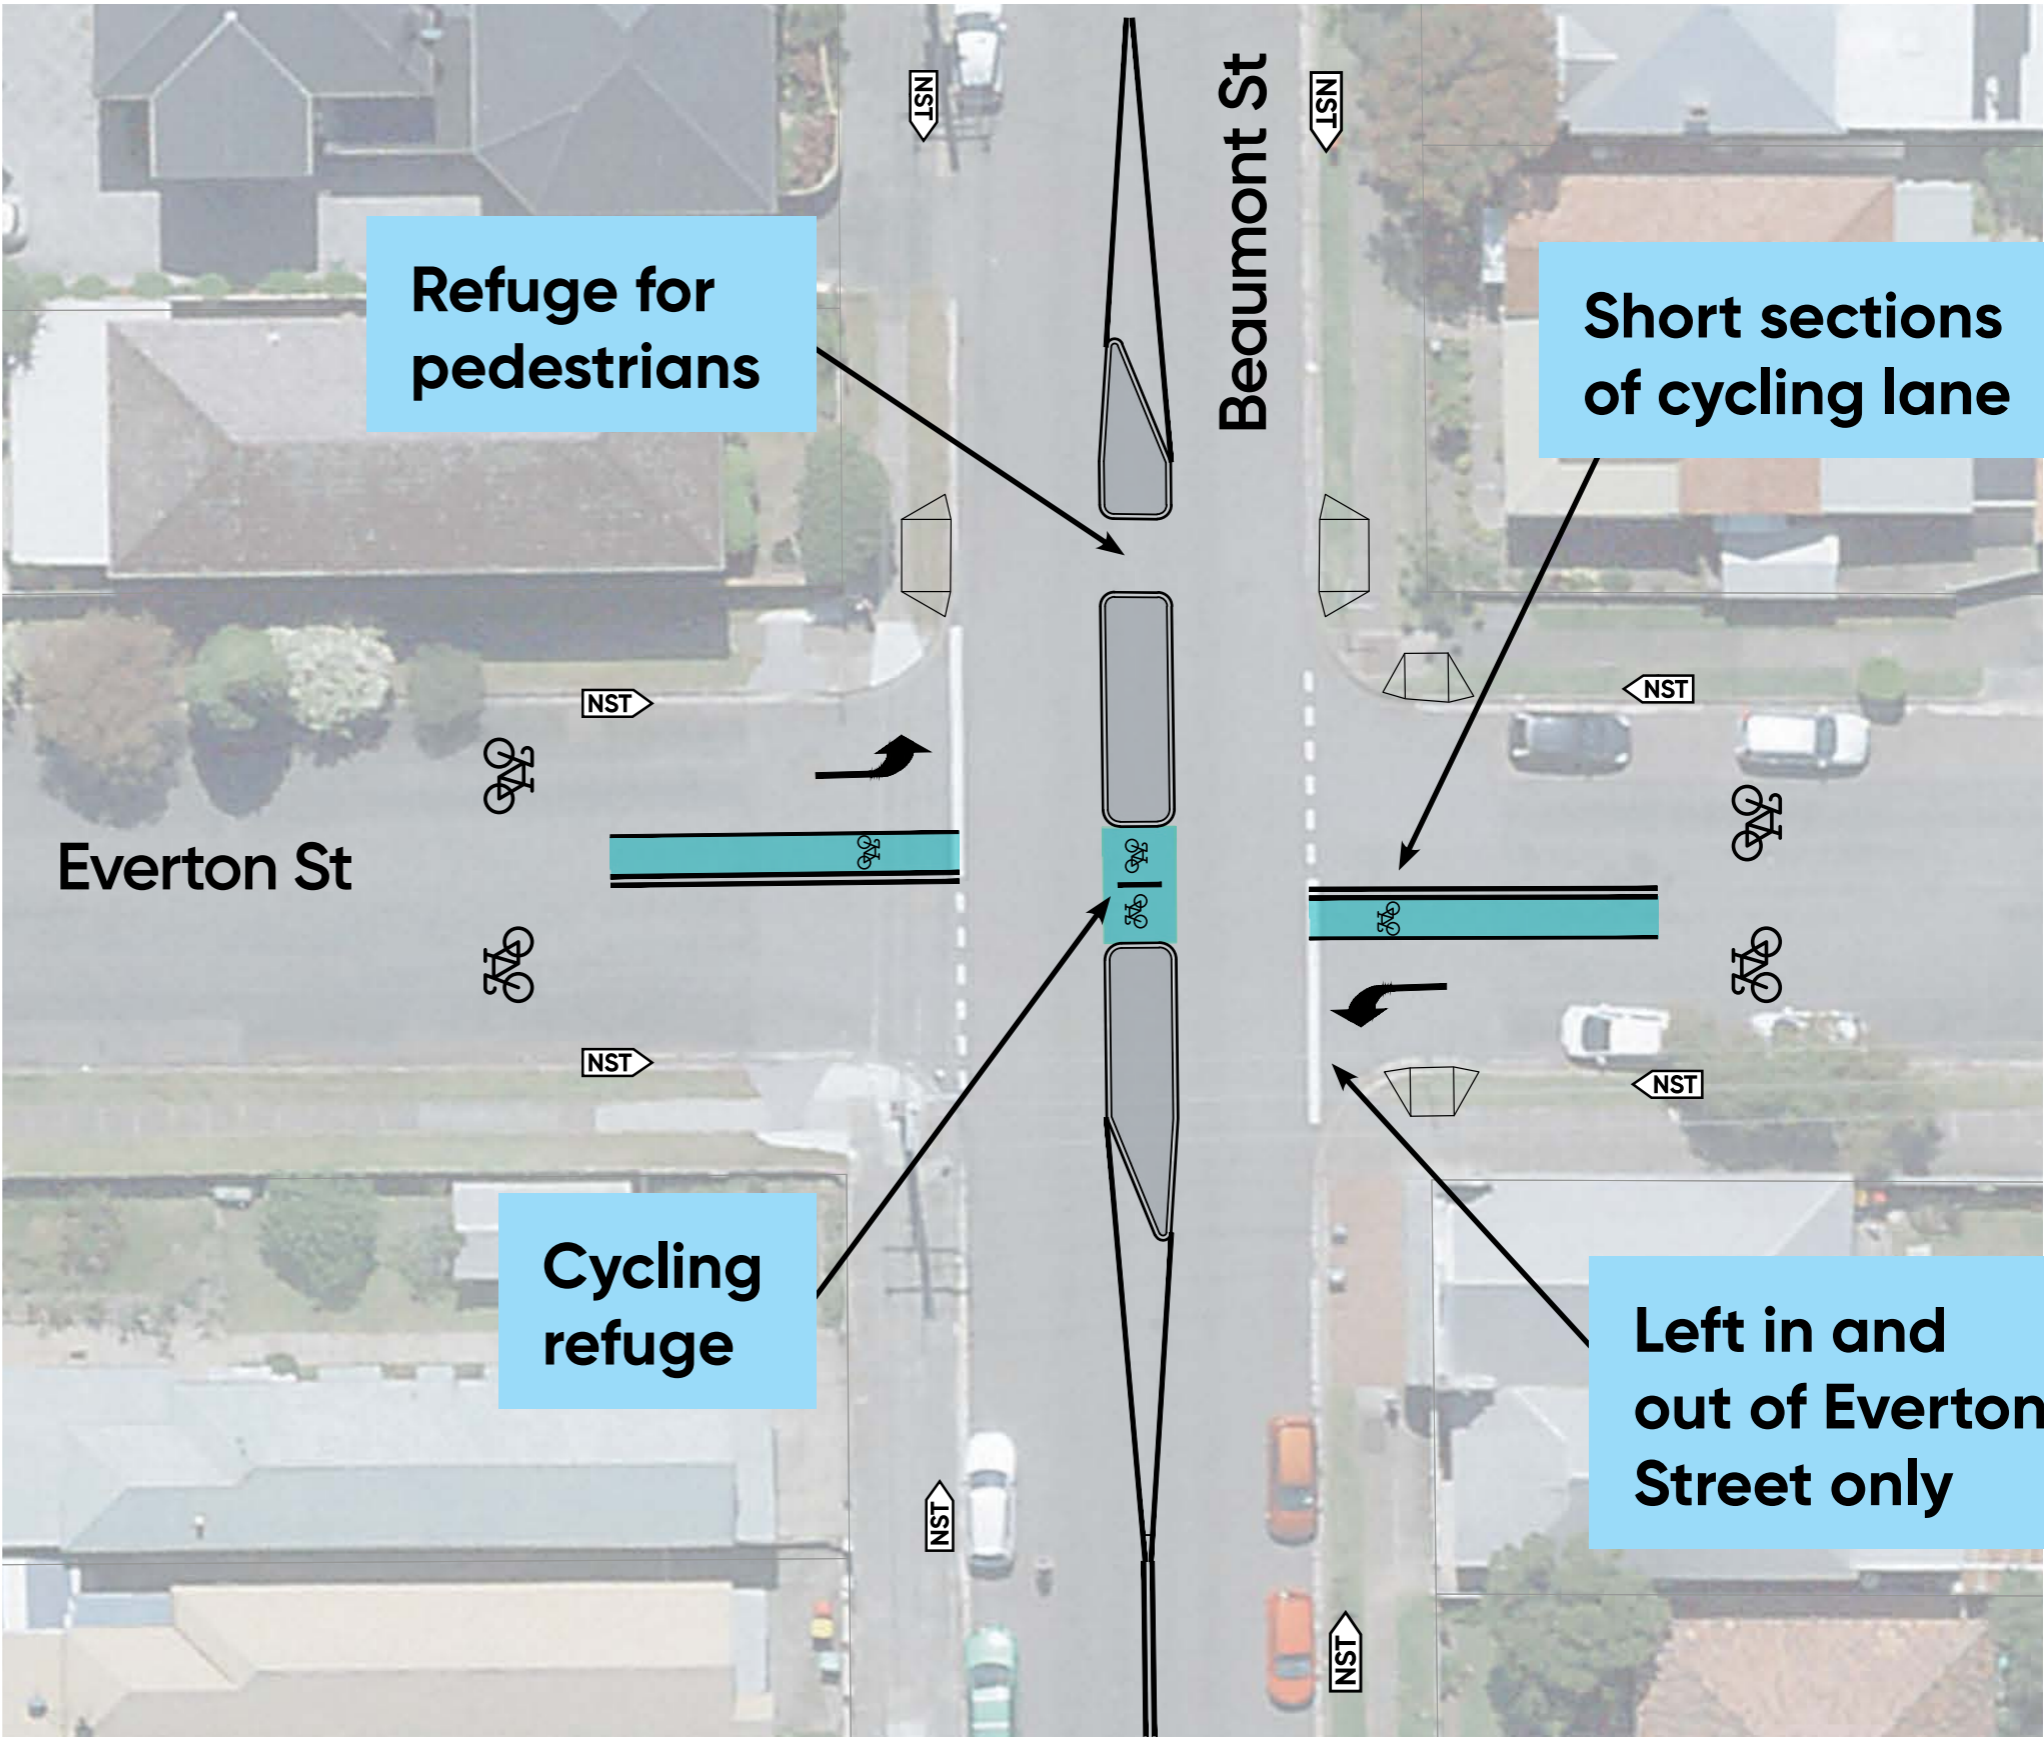 NST
NST
Beaumont St
Refuge for
pedestrians
Short sections
of cycling lane
NST
NST
Everton St
NST
NST
Cycling
refuge
Left in and
out of Everton
Street only
NST
NST